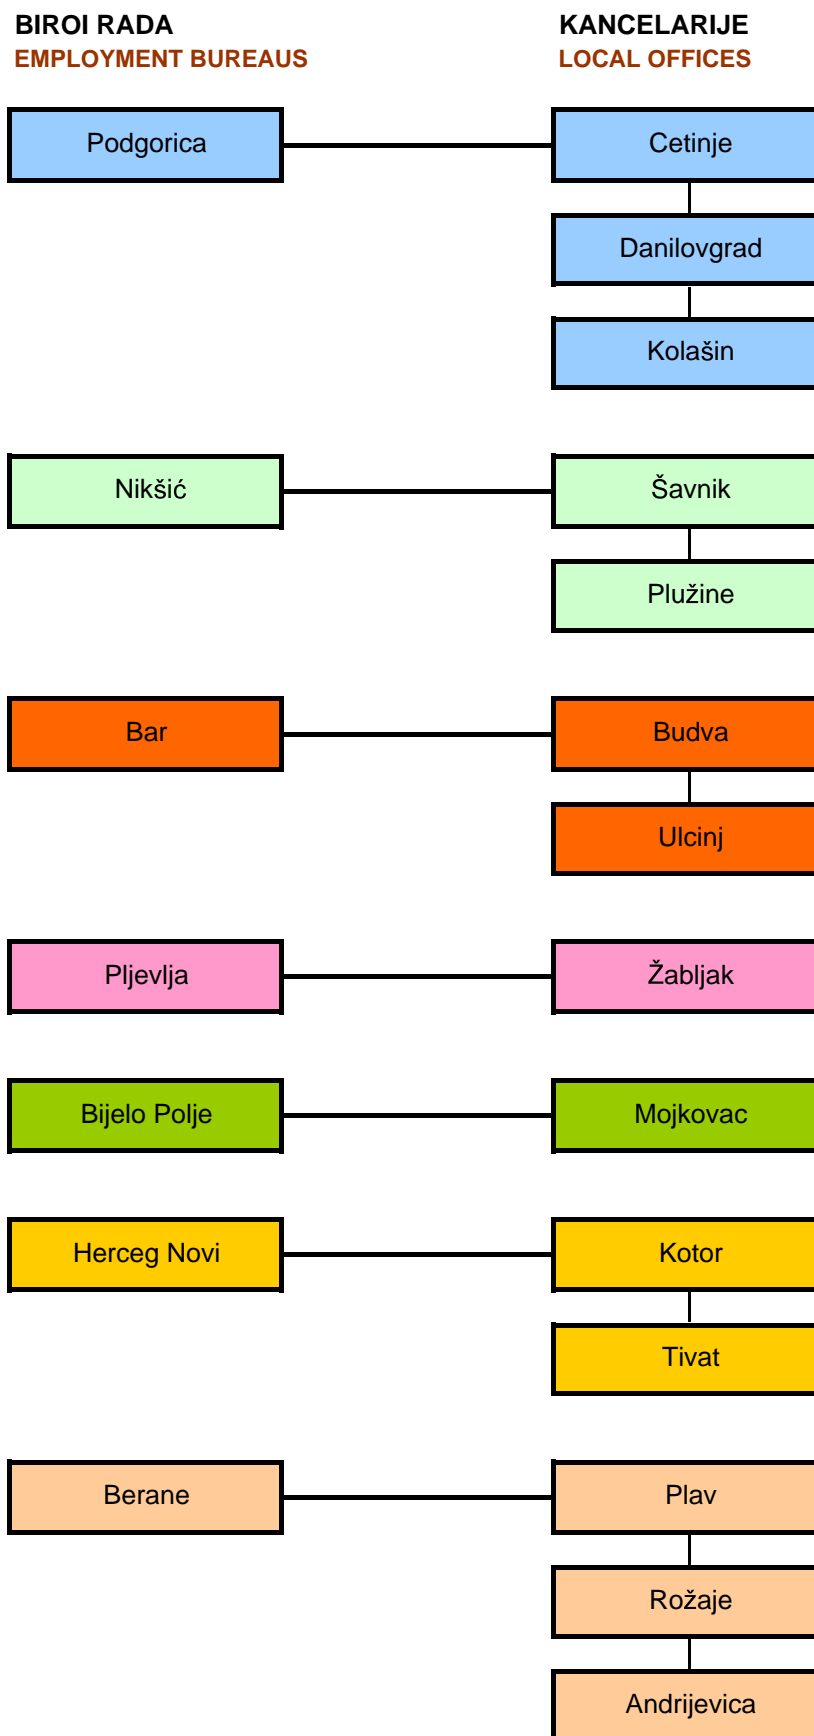 BIROI RADA KANCELARIJE
EMPLOYMENT BUREAUS LOCAL OFFICES
Podgorica Cetinje
Danilovgrad
Kolašin
Nikšić Šavnik
Plužine
Bar Budva
Ulcinj
Pljevlja Žabljak
Bijelo Polje Mojkovac
Herceg Novi Kotor
Tivat
Berane Plav
Rožaje
Andrijevica